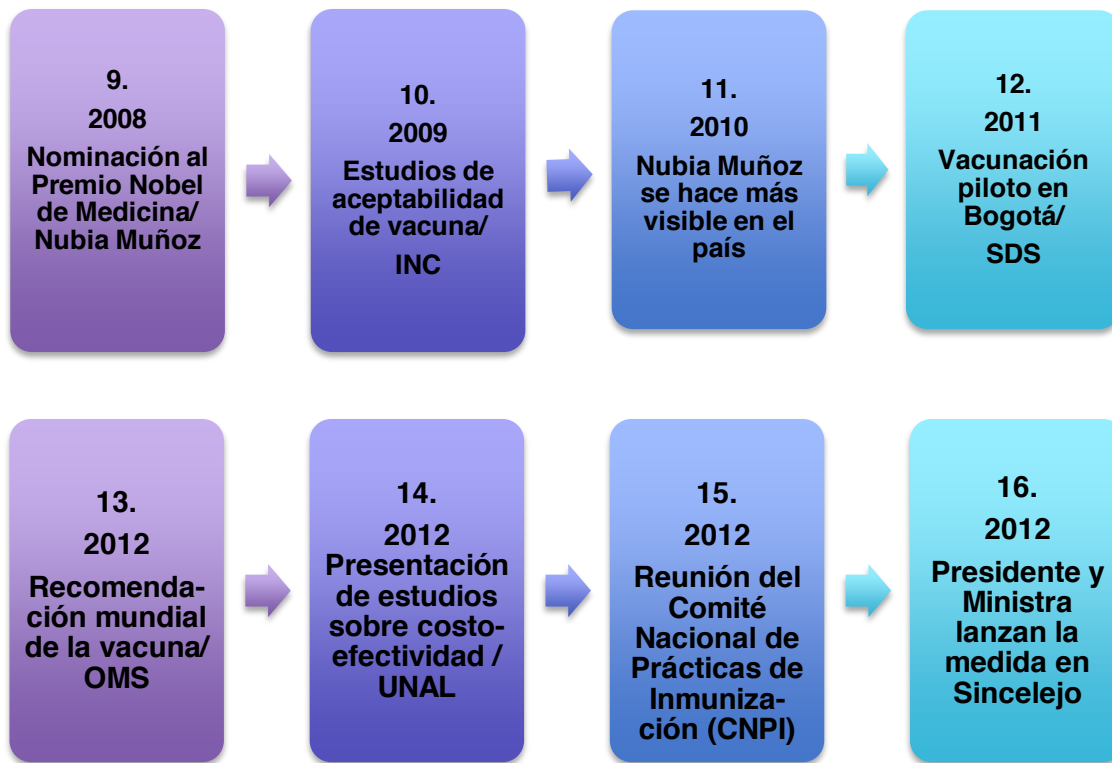 9.
2008
Nominación al
Premio Nobel
de Medicina/
Nubia Muñoz
10.
2009
Estudios de
aceptabilidad
de vacuna/
INC
11.
2010
Nubia Muñoz
se hace más
visible en el
país
12.
2011
Vacunación
piloto en
Bogotá/
SDS
13.
2012
Recomenda-
ción mundial
de la vacuna/
OMS
14.
2012
Presentación
de estudios
sobre costo-
efectividad /
UNAL
15.
2012
Reunión del
Comité
Nacional de
Prácticas de
Inmuniza-
ción (CNPI)
16.
2012
Presidente y
Ministra
lanzan la
medida en
Sincelejo